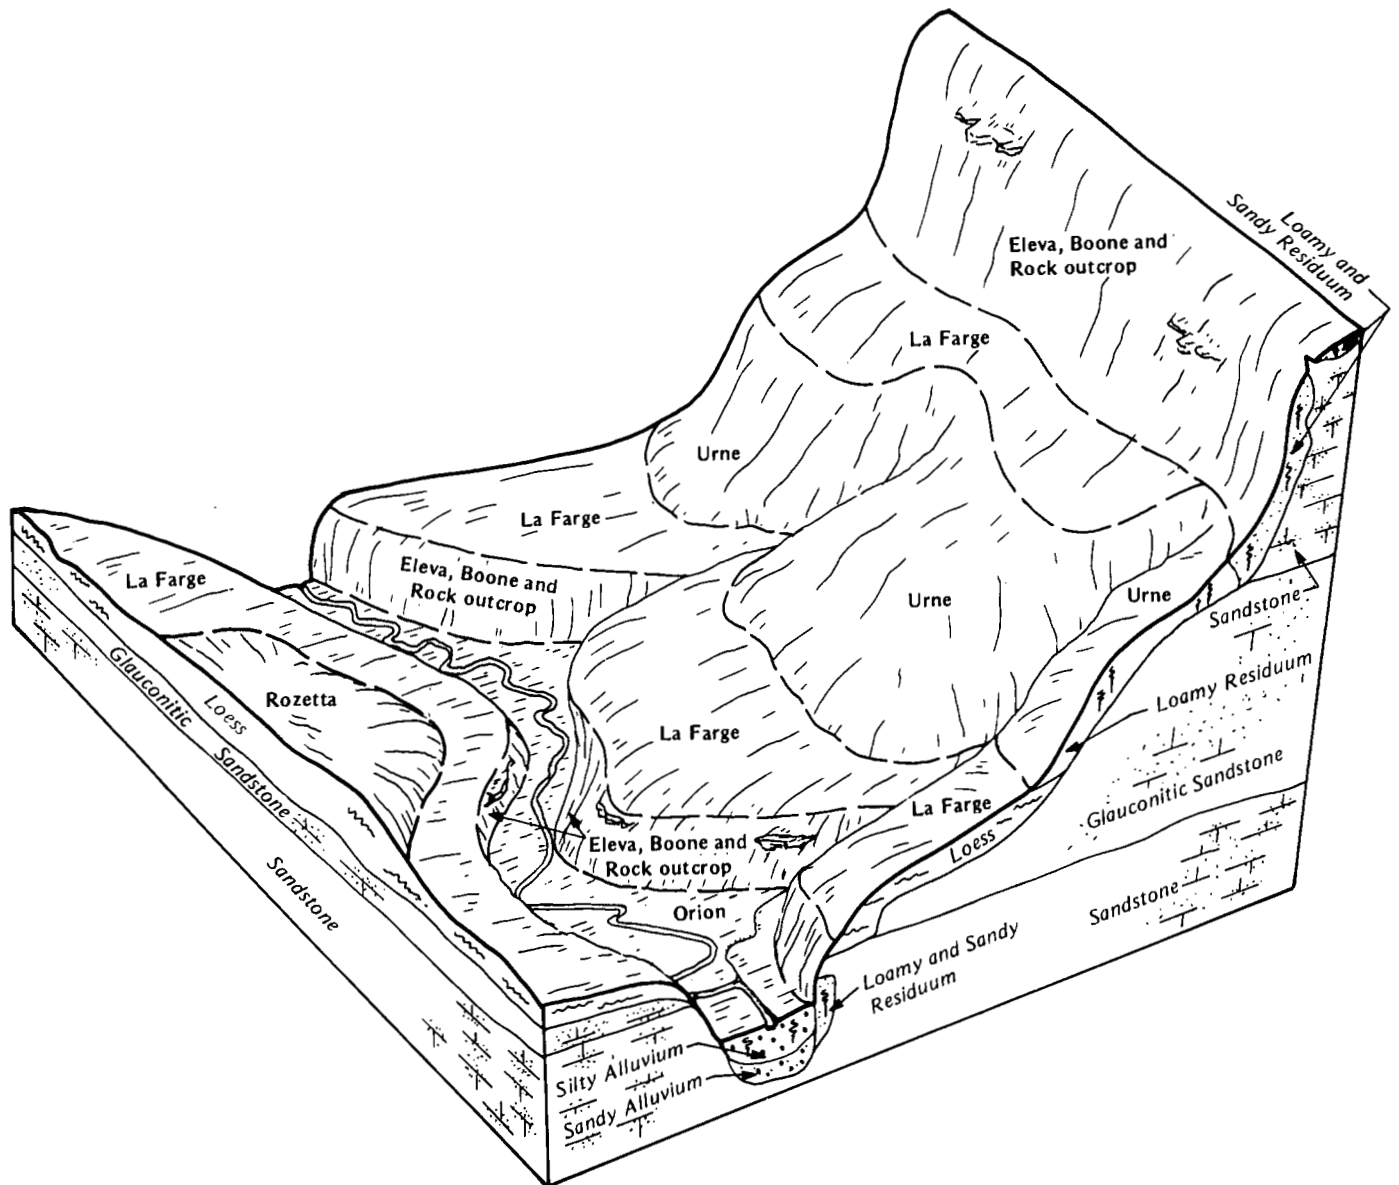 Loamy and
Sandy Residuum
Eleva, Boone and
Rock outcrop
La Farge
Urne
La Farge
Eleva, Boone and
Rock outcrop
La Farge
Urne
Urne
Sandstone
Loamy Residuum
Rozetta
Glauconitic Sandstone
Loess
La Farge
Glauconitic Sandstone
La Farge
Loess
Eleva, Boone and
Rock outcrop
Sandstone
Sandstone
Orion
Loamy and Sandy
Residuum
Silty Alluvium
Sandy Alluvium